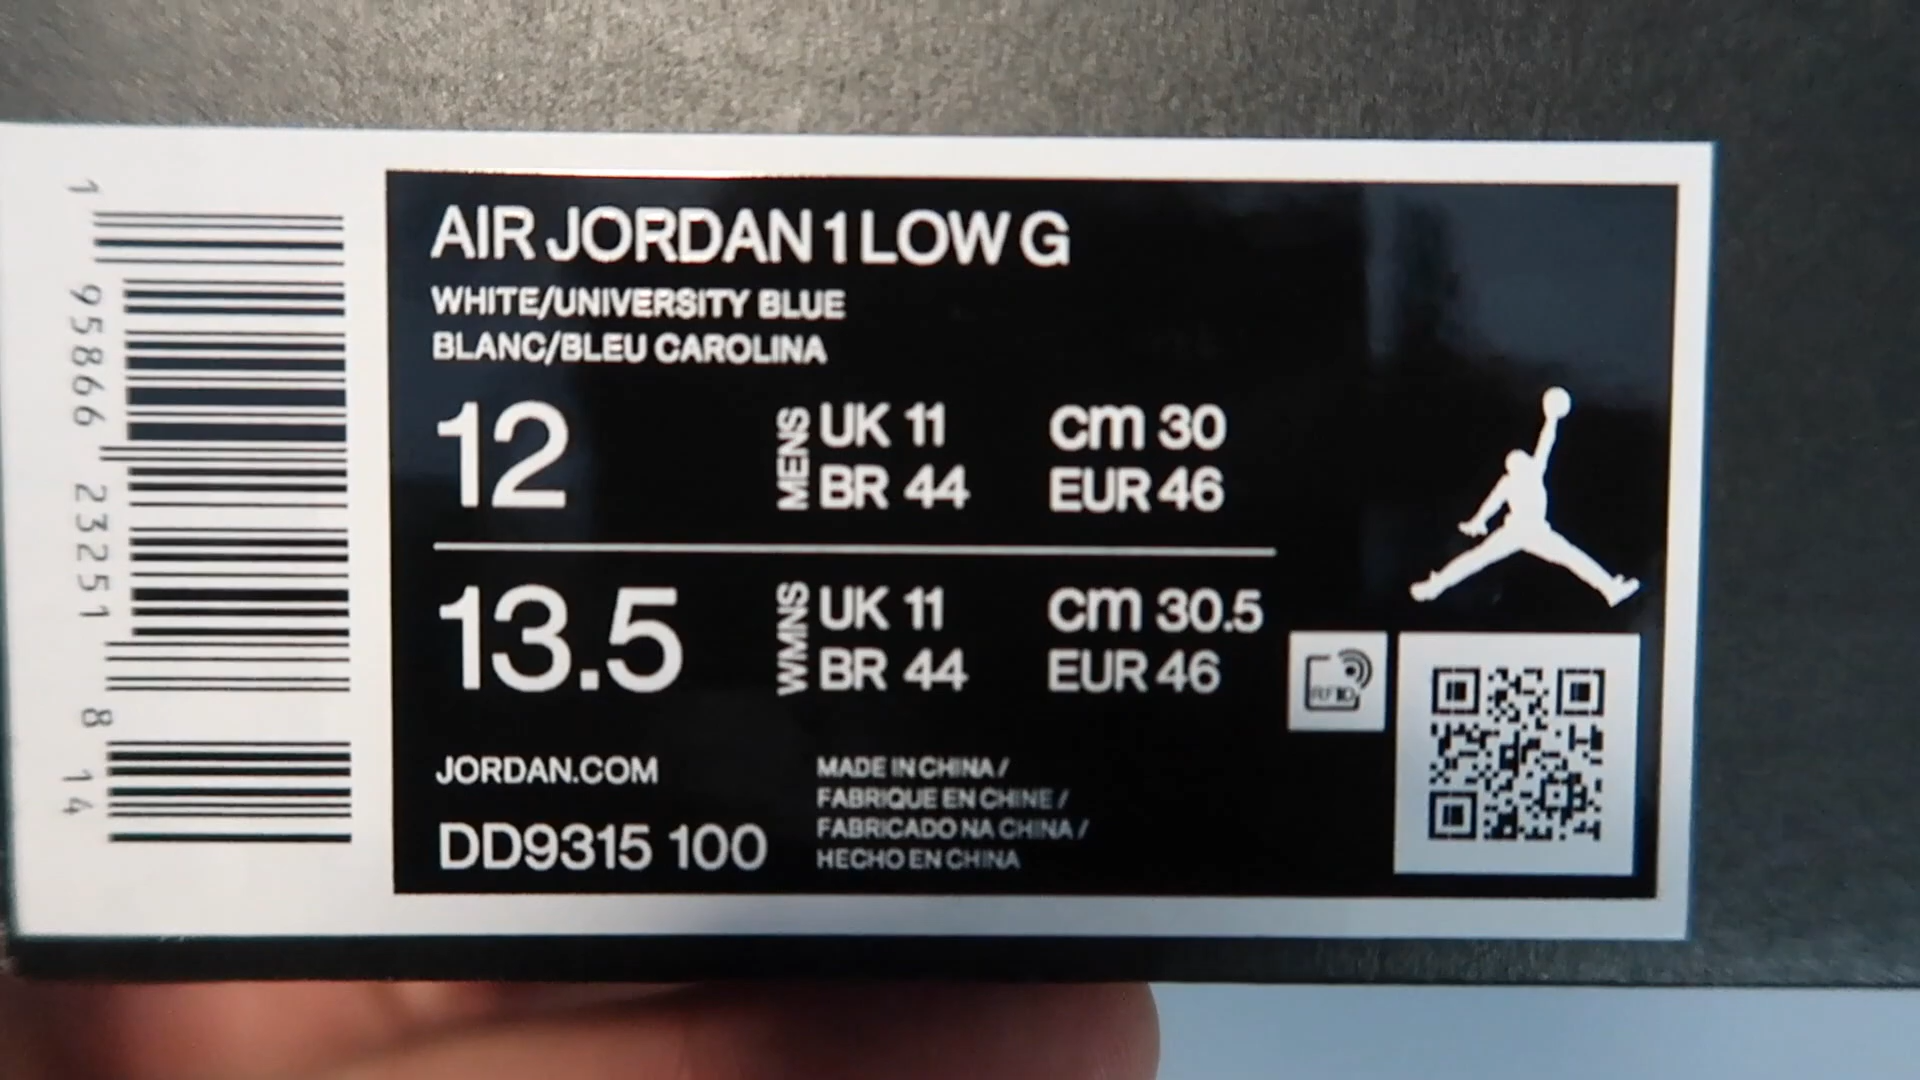 AIR JORDAN 1 LOW G
WHITE/UNIVERSITY BLUE
BLANC/BLEU CAROLINA
12
MENS
UK 11
cm 30
BR 44
EUR 46
13.5
WMNS
UK 11
cm 30.5
BR 44
EUR 46
RFID
JORDAN.COM
DD9315 100
MADE IN CHINA /
FABRIQUE EN CHINE /
FABRICADO NA CHINA /
HECHO EN CHINA
1 95866 23251 8 14